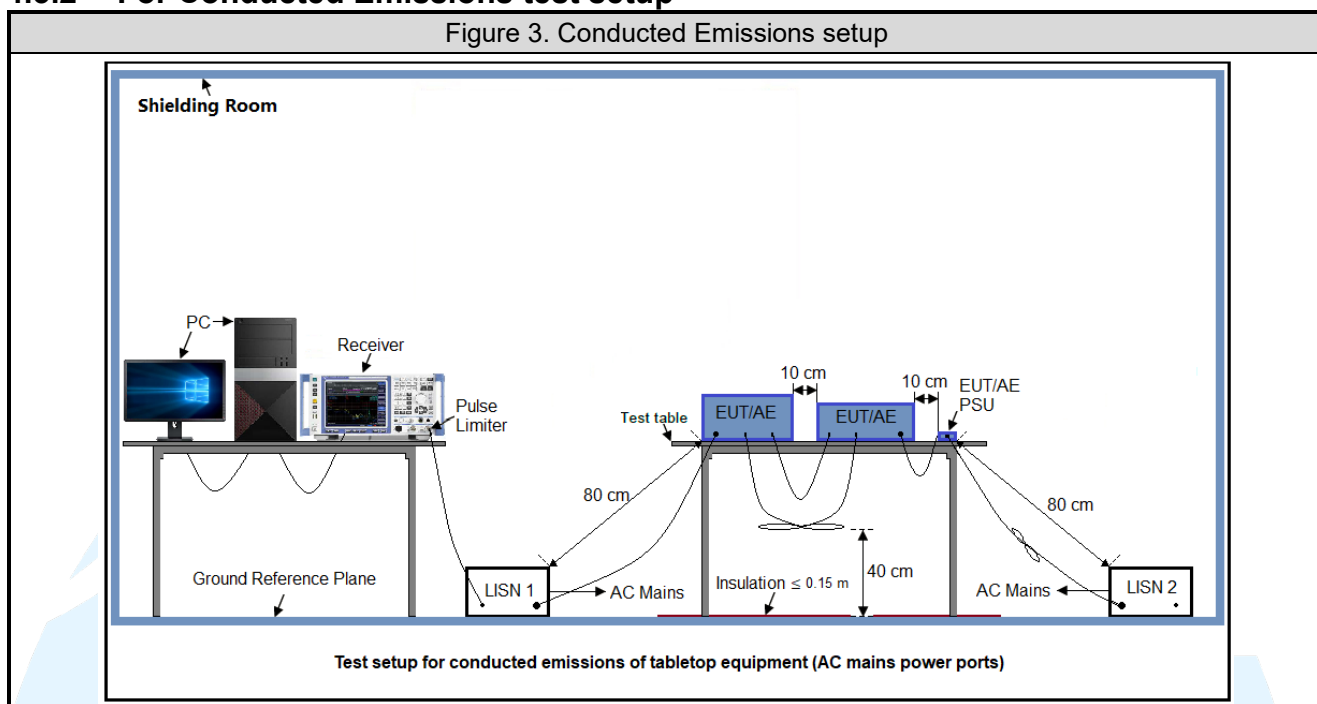 Figure 3. Conducted Emissions setup
Shielding Room
PC
Receiver
Pulse
Limiter
10 cm
10 cm
EUT/AE
PSU
EUT/AE
EUT/AE
Test table
80 cm
80 cm
40 cm
Ground Reference Plane
LISN 1
AC Mains
Insulation ≤ 0.15 m
AC Mains
LISN 2
Test setup for conducted emissions of tabletop equipment (AC mains power ports)